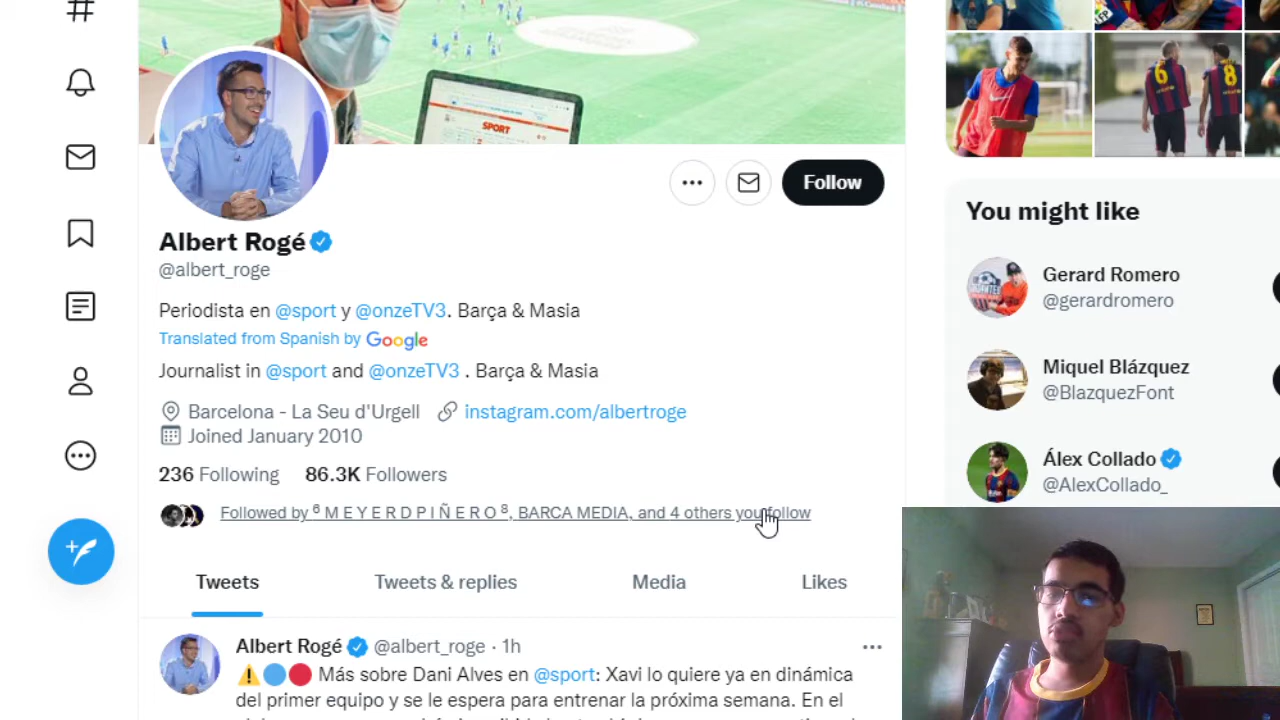 SPORT
Follow
Albert Rogé
@albert_roge
Periodista en @sport y @onzeTV3. Barça & Masia
Translated from Spanish by Google
Journalist in @sport and @onzeTV3 . Barça & Masia
Barcelona - La Seu d'Urgell instagram.com/albertroge
Joined January 2010
236 Following 86.3K Followers
Followed by ⁶ M E Y E R D P I Ñ E R O ⁸, BARCA MEDIA, and 4 others you follow
Tweets Tweets & replies Media Likes
Albert Rogé @albert_roge · 1h
Más sobre Dani Alves en @sport: Xavi lo quiere ya en dinámica
del primer equipo y se le espera para entrenar la próxima semana. En el
6 8
You might like
Gerard Romero
@gerardromero
Miquel Blázquez
@BlazquezFont
Álex Collado
@AlexCollado_